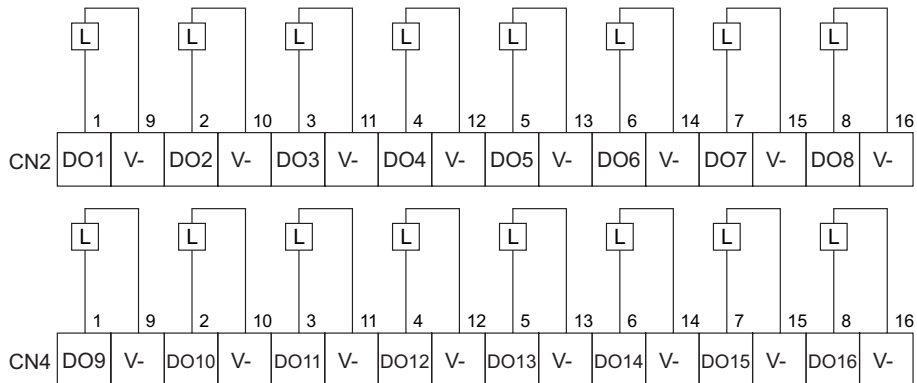 L L L L L L L L
1 9 2 10 3 11 4 12 5 13 6 14 7 15 8 16
CN2 DO1 V- DO2 V- DO3 V- DO4 V- DO5 V- DO6 V- DO7 V- DO8 V-
L L L L L L L L
1 9 2 10 3 11 4 12 5 13 6 14 7 15 8 16
CN4 DO9 V- DO10 V- DO11 V- DO12 V- DO13 V- DO14 V- DO15 V- DO16 V-